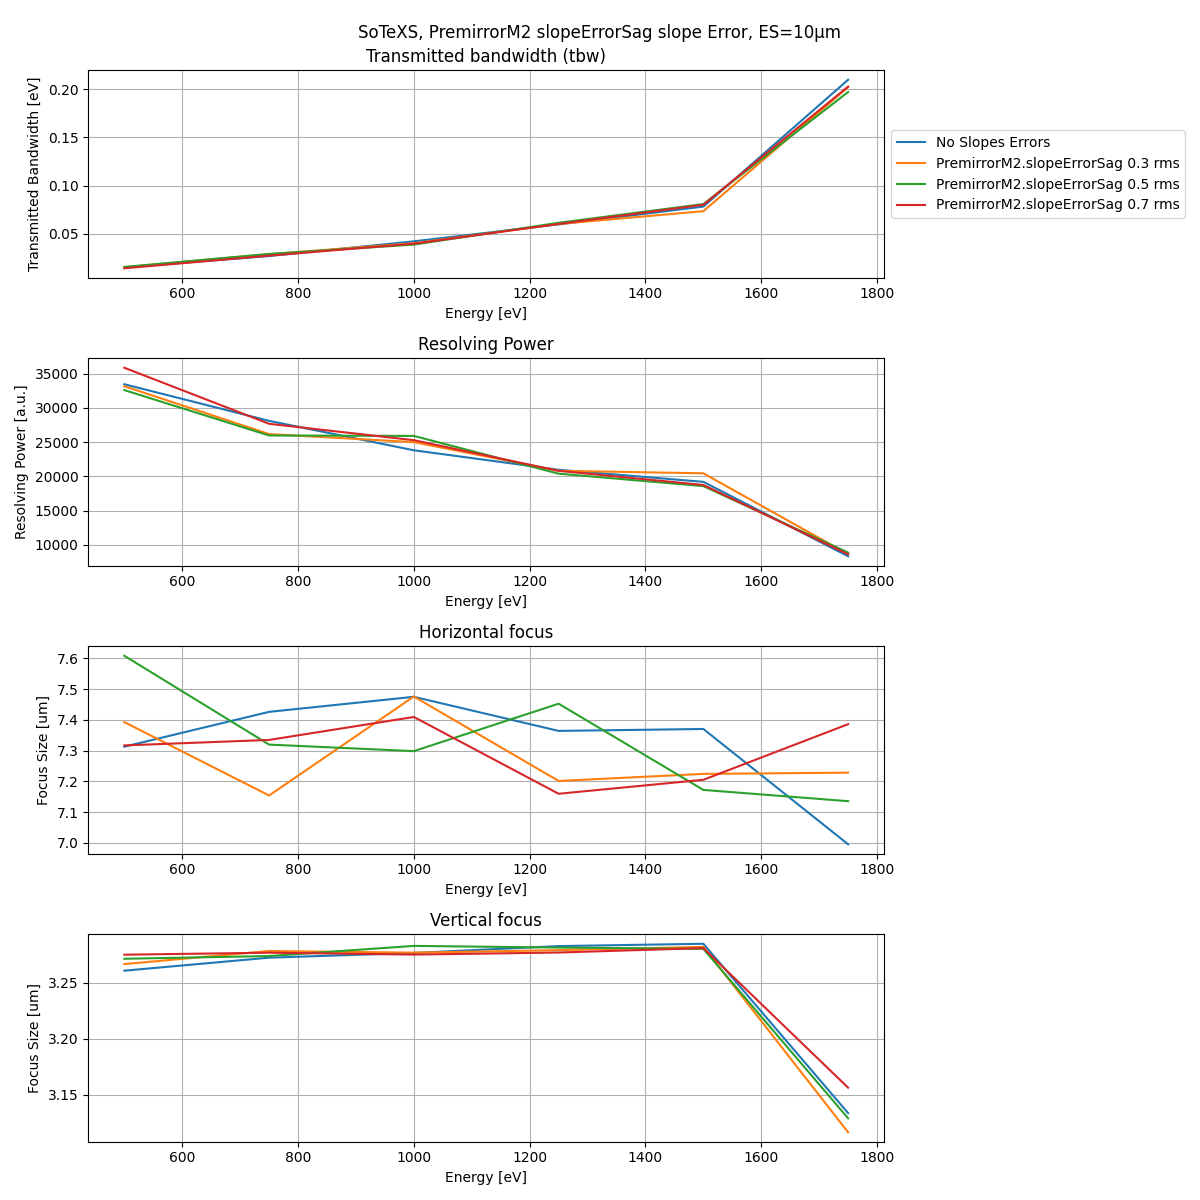 SoTeXS, PremirrorM2 slopeErrorSag slope Error, ES=10μm
Transmitted bandwidth (tbw)
Transmitted Bandwidth [eV]
0.20
0.15
0.10
0.05
600 800 1000 1200 1400 1600 1800
Energy [eV]
No Slopes Errors
PremirrorM2.slopeErrorSag 0.3 rms
PremirrorM2.slopeErrorSag 0.5 rms
PremirrorM2.slopeErrorSag 0.7 rms
Resolving Power
Resolving Power [a.u.]
35000
30000
25000
20000
15000
10000
600 800 1000 1200 1400 1600 1800
Energy [eV]
Horizontal focus
Focus Size [um]
7.6
7.5
7.4
7.3
7.2
7.1
7.0
600 800 1000 1200 1400 1600 1800
Energy [eV]
Vertical focus
Focus Size [um]
3.25
3.20
3.15
600 800 1000 1200 1400 1600 1800
Energy [eV]